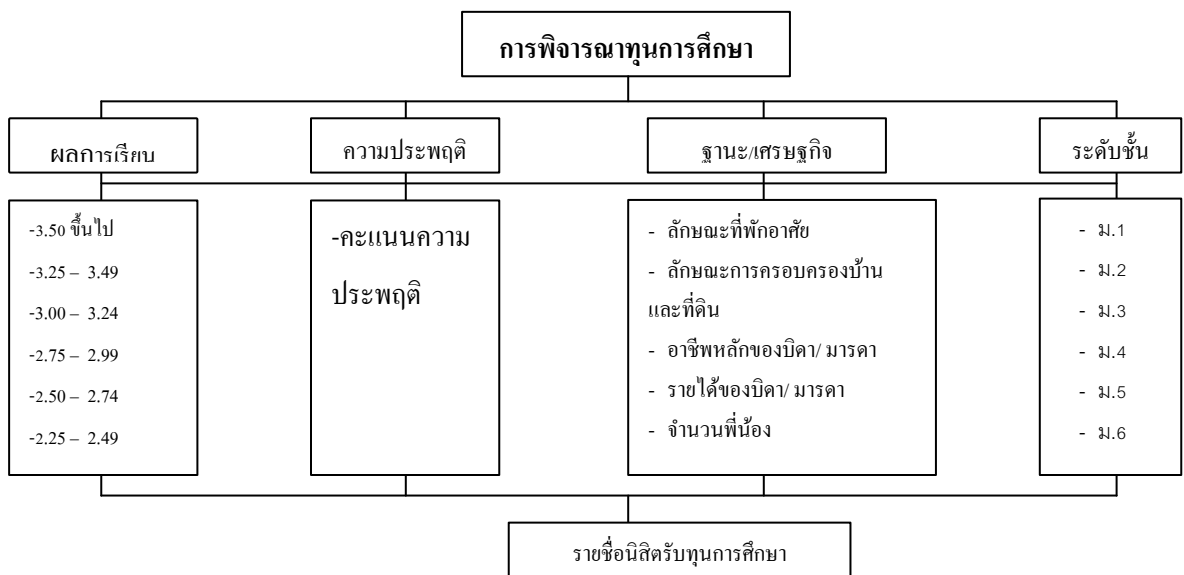 การพิจารณาทุนการศึกษา
ผลการเรียน
ความประพฤติ
ฐานะ/เศรษฐกิจ
ระดับชั้น
-3.50 ขึ้นไป
-3.25 – 3.49
-3.00 – 3.24
-2.75 – 2.99
-2.50 – 2.74
-2.25 – 2.49
-คะแนนความ
ประพฤติ
- ลักษณะที่พักอาศัย
- ลักษณะการครอบครองบ้าน
และที่ดิน
- อาชีพหลักของบิดา/ มารดา
- รายได้ของบิดา/ มารดา
- จำนวนพี่น้อง
- ม.1
- ม.2
- ม.3
- ม.4
- ม.5
- ม.6
รายชื่อนิสิตรับทุนการศึกษา